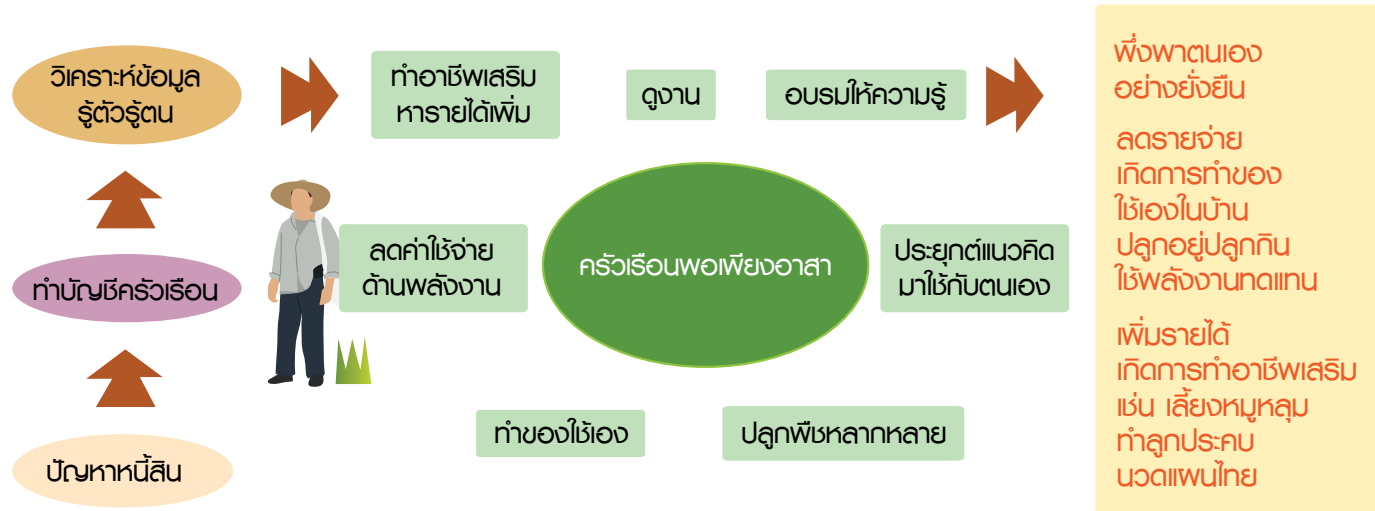 วิเคราะห์ข้อมูล
รู้ตัวรู้ตน
ทำบัญชีครัวเรือน
ปัญหาหนี้สิน
ทำอาชีพเสริม
หารายได้เพิ่ม
ดูงาน
อบรมให้ความรู้
ลดค่าใช้จ่าย
ด้านพลังงาน
ครัวเรือนพอเพียงอาสา
ประยุกต์แนวคิด
มาใช้กับตนเอง
ทำของใช้เอง
ปลูกพืชหลากหลาย
พึ่งพาตนเอง
อย่างยั่งยืน
ลดรายจ่าย
เกิดการทำของ
ใช้เองในบ้าน
ปลูกอยู่ปลูกกิน
ใช้พลังงานทดแทน
เพิ่มรายได้
เกิดการทำอาชีพเสริม
เช่น เลี้ยงหมูหลุม
ทำลูกประคบ
นวดแผนไทย